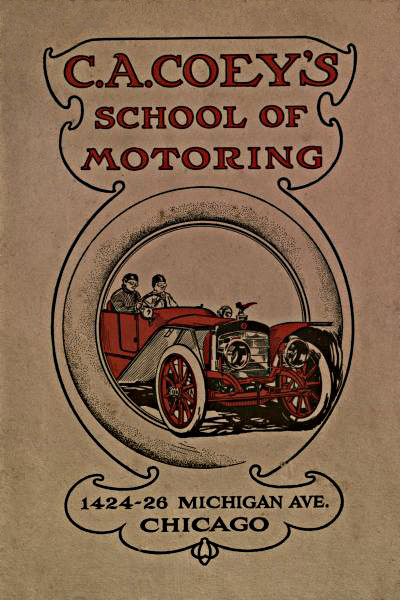 C.A.COEY'S
SCHOOL OF
MOTORING
1424-26 MICHIGAN AVE.
CHICAGO